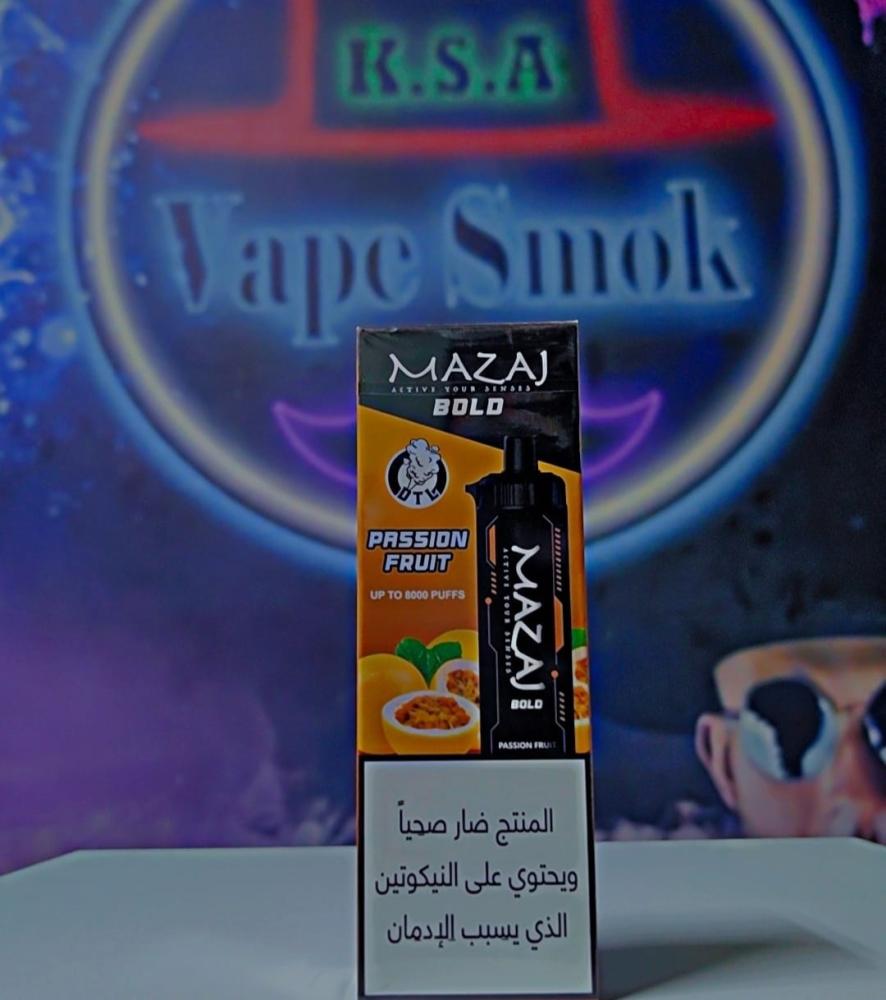 K.S.A
Vape Smok
MAZAJ
ACTIVE YOUR SENSES
BOLD
DTL
PASSION
FRUIT
UP TO 8000 PUFFS
MAZAJ
ACTIVE YOUR SENSES
BOLD
PASSION FRUIT
المنتج ضار صحياً
ويحتوي على النيكوتين
الذي يسبب الإدمان